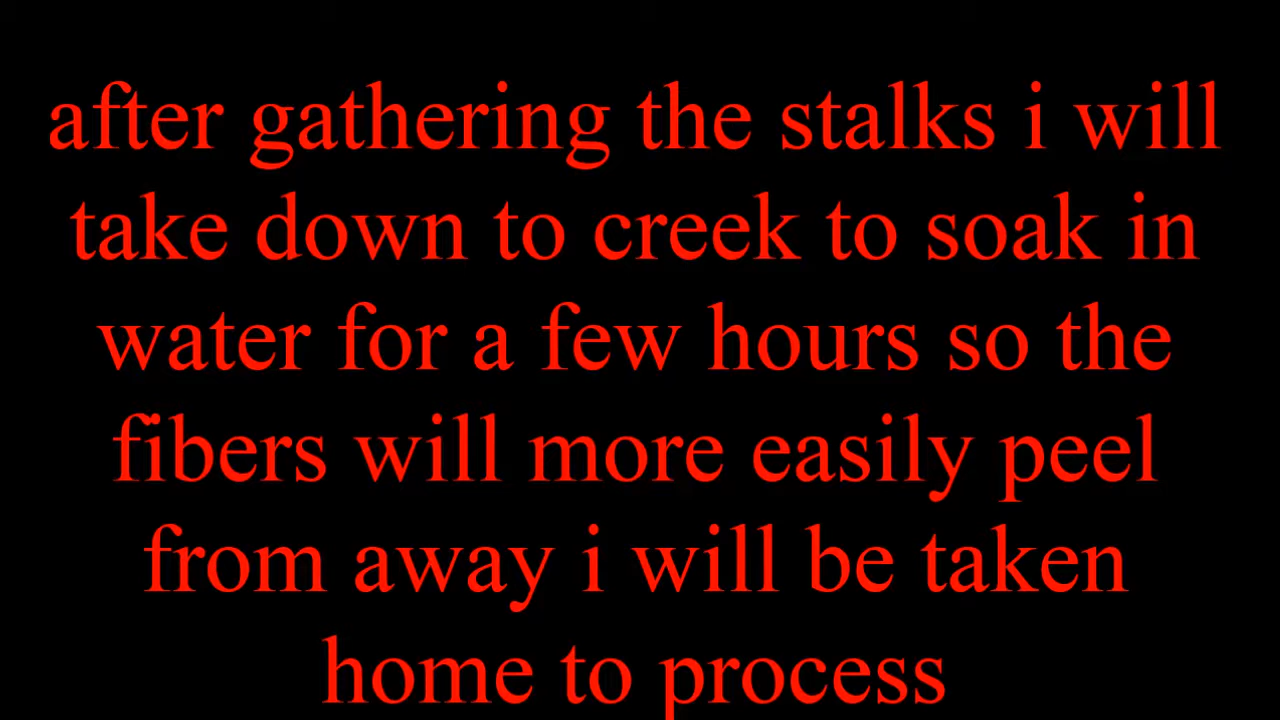 after gathering the stalks i will
take down to creek to soak in
water for a few hours so the
fibers will more easily peel
from away i will be taken
home to process